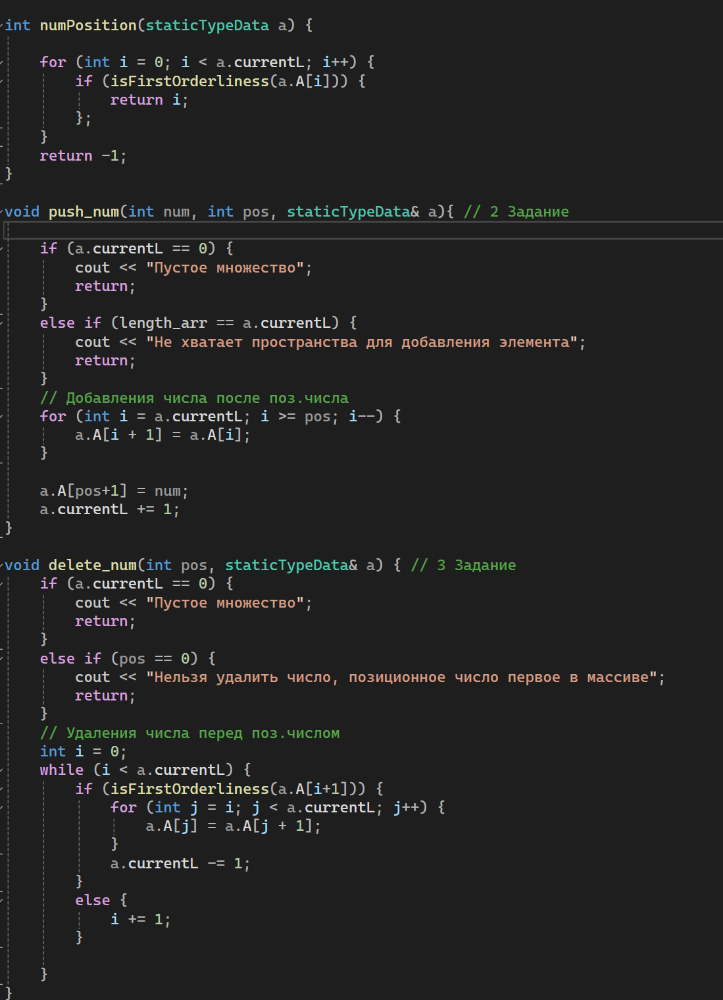 int numPosition(staticTypeData a) {
for (int i = 0; i < a.currentL; i++) {
if (isFirstOrderliness(a.A[i])) {
return i;
};
}
return -1;
}
void push_num(int num, int pos, staticTypeData& a){ // 2 Задание
if (a.currentL == 0) {
cout << "Пустое множество";
return;
}
else if (length_arr == a.currentL) {
cout << "Не хватает пространства для добавления элемента";
return;
}
// Добавления числа после поз.числа
for (int i = a.currentL; i >= pos; i--) {
a.A[i + 1] = a.A[i];
}
a.A[pos+1] = num;
a.currentL += 1;
}
void delete_num(int pos, staticTypeData& a) { // 3 Задание
if (a.currentL == 0) {
cout << "Пустое множество";
return;
}
else if (pos == 0) {
cout << "Нельзя удалить число, позиционное число первое в массиве";
return;
}
// Удаления числа перед поз.числом
int i = 0;
while (i < a.currentL) {
if (isFirstOrderliness(a.A[i+1])) {
for (int j = i; j < a.currentL; j++) {
a.A[j] = a.A[j + 1];
}
a.currentL -= 1;
}
else {
i += 1;
}
}
}